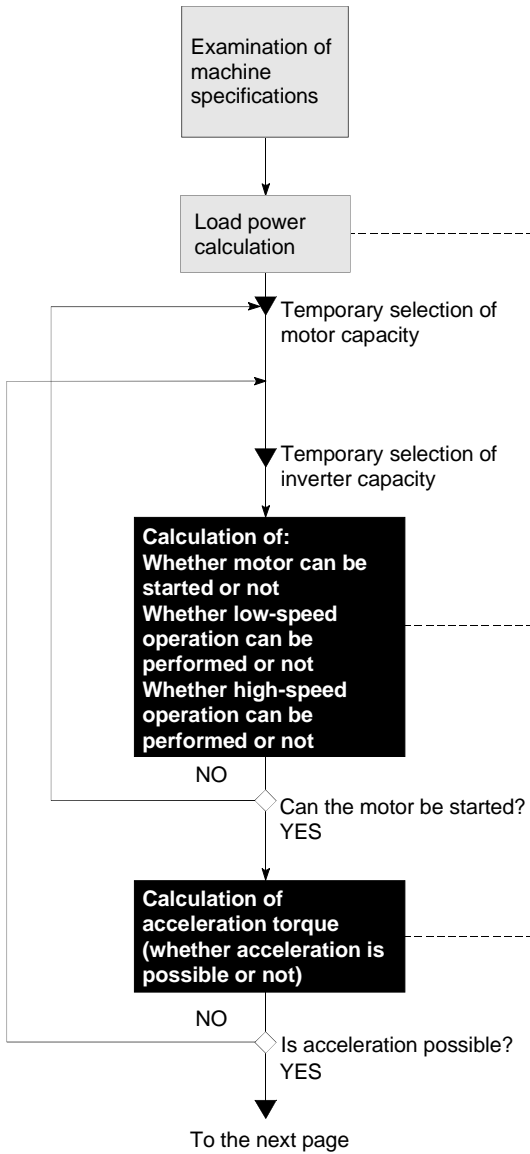 Examination of
machine
specifications
Load power
calculation
Temporary selection of
motor capacity
Temporary selection of
inverter capacity
Calculation of:
Whether motor can be
started or not
Whether low-speed
operation can be
performed or not
Whether high-speed
operation can be
performed or not
NO
Can the motor be started?
YES
Calculation of
acceleration torque
(whether acceleration is
possible or not)
NO
Is acceleration possible?
YES
To the next page